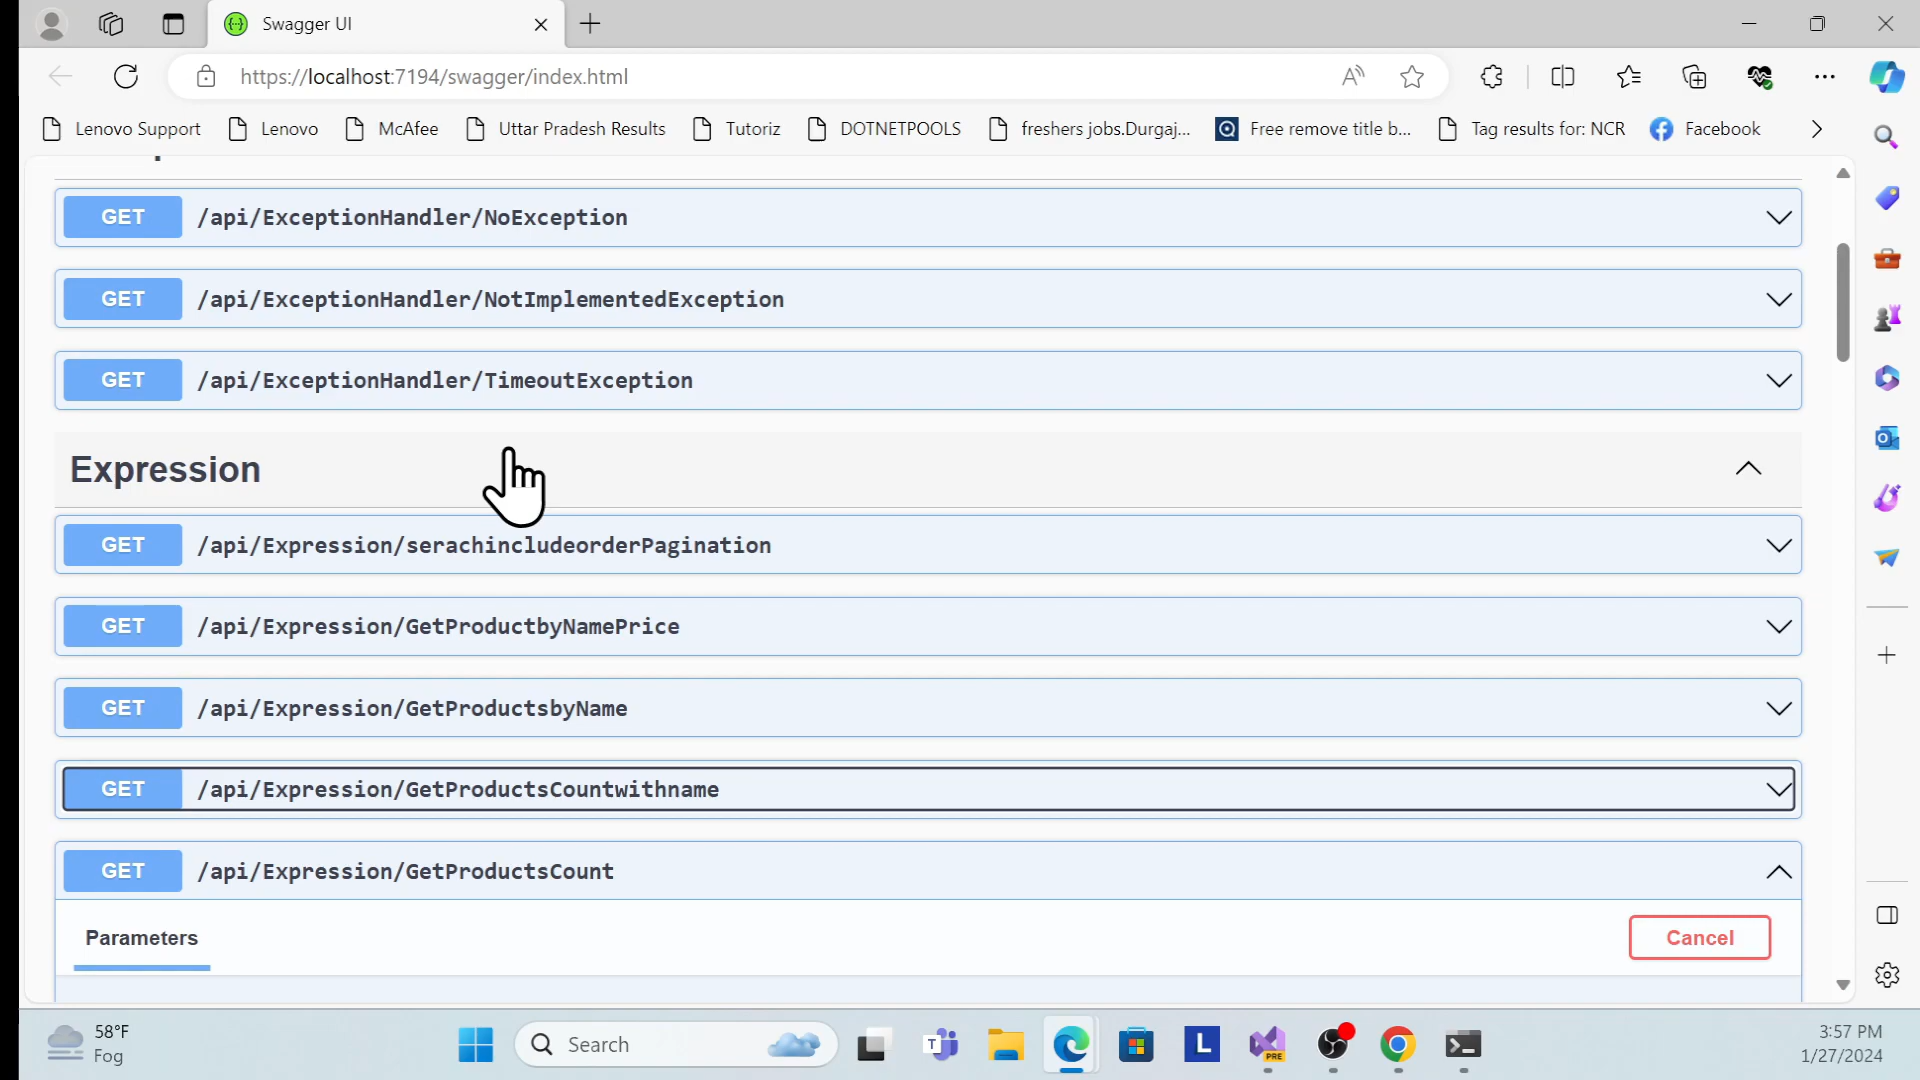 Swagger UI
https://localhost:7194/swagger/index.html
Lenovo Support Lenovo McAfee Uttar Pradesh Results Tutoriz DOTNETPOOLS freshers jobs.Durgaj... Free remove title b... Tag results for: NCR Facebook
GET /api/ExceptionHandler/NoException
GET /api/ExceptionHandler/NotImplementedException
GET /api/ExceptionHandler/TimeoutException
Expression
GET /api/Expression/serachincludeorderPagination
GET /api/Expression/GetProductbyNamePrice
GET /api/Expression/GetProductsbyName
GET /api/Expression/GetProductsCountwithname
GET /api/Expression/GetProductsCount
Parameters Cancel
58°F
Fog
Search
PRE
3:57 PM
1/27/2024